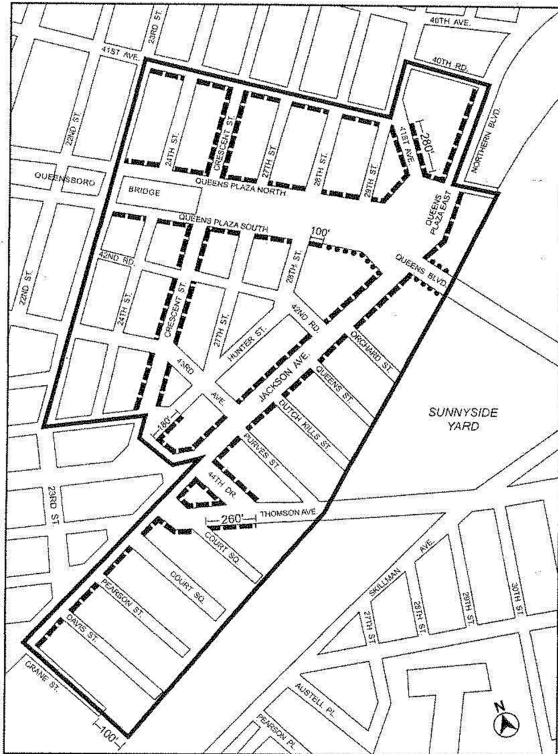 40TH AVE.
23RD ST.
41ST AVE.
40TH RD.
22ND ST.
24TH ST.
CRESCENT ST.
27TH ST.
28TH ST.
29TH ST.
41ST AVE.
280'
NORTHERN BLVD.
QUEENSBORO
BRIDGE
QUEENS PLAZA NORTH
QUEENS PLAZA EAST
QUEENS PLAZA SOUTH
100'
42ND RD.
28TH ST.
QUEENS BLVD.
22ND ST.
24TH ST.
CRESCENT ST.
27TH ST.
42ND RD.
HUNTER ST.
43RD
AVE.
JACKSON AVE.
ORCHARD ST.
QUEENS ST.
DUTCH KILLS ST
PURVES ST.
SUNNYSIDE
YARD
180'
44TH DR.
23RD ST.
260'
THOMSON AVE.
COURT SQ.
COURT SQ.
SKILLMAN AVE.
27TH ST
28TH ST.
29TH ST.
30TH ST.
PEARSON ST.
DAVIS ST.
CRANE ST.
100'
AUSTELL PL
PEARSON PL.
N